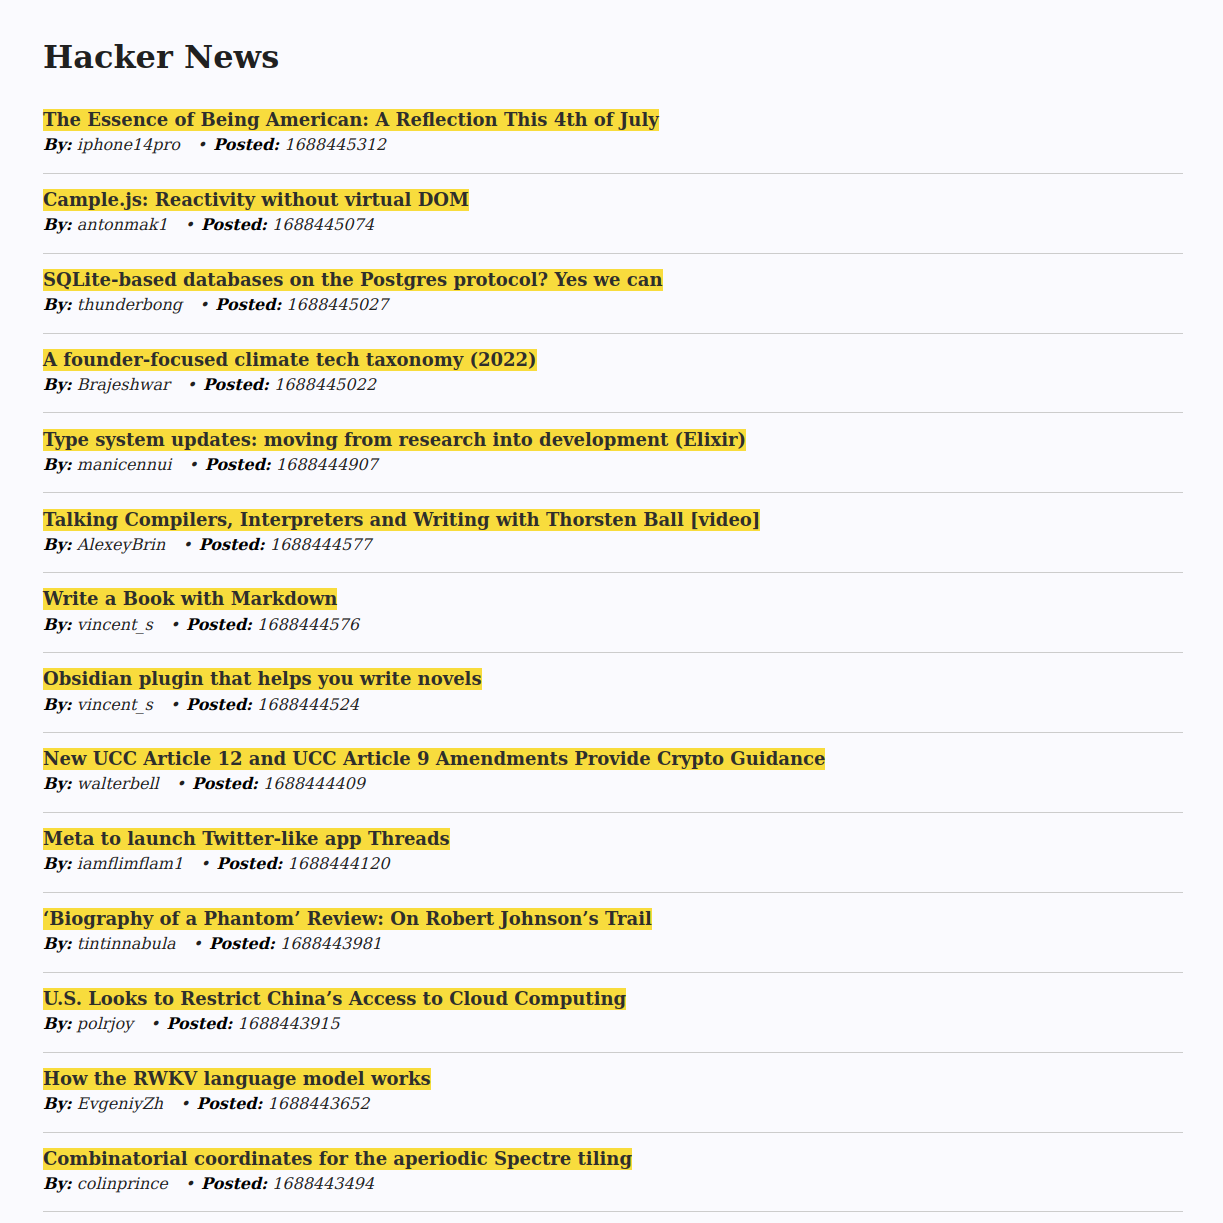 Hacker News
The Essence of Being American: A Reflection This 4th of July
By: iphone14pro • Posted: 1688445312
Cample.js: Reactivity without virtual DOM
By: antonmak1 • Posted: 1688445074
SQLite-based databases on the Postgres protocol? Yes we can
By: thunderbong • Posted: 1688445027
A founder-focused climate tech taxonomy (2022)
By: Brajeshwar • Posted: 1688445022
Type system updates: moving from research into development (Elixir)
By: manicennui • Posted: 1688444907
Talking Compilers, Interpreters and Writing with Thorsten Ball [video]
By: AlexeyBrin • Posted: 1688444577
Write a Book with Markdown
By: vincent_s • Posted: 1688444576
Obsidian plugin that helps you write novels
By: vincent_s • Posted: 1688444524
New UCC Article 12 and UCC Article 9 Amendments Provide Crypto Guidance
By: walterbell • Posted: 1688444409
Meta to launch Twitter-like app Threads
By: iamflimflam1 • Posted: 1688444120
‘Biography of a Phantom’ Review: On Robert Johnson’s Trail
By: tintinnabula • Posted: 1688443981
U.S. Looks to Restrict China’s Access to Cloud Computing
By: polrjoy • Posted: 1688443915
How the RWKV language model works
By: EvgeniyZh • Posted: 1688443652
Combinatorial coordinates for the aperiodic Spectre tiling
By: colinprince • Posted: 1688443494